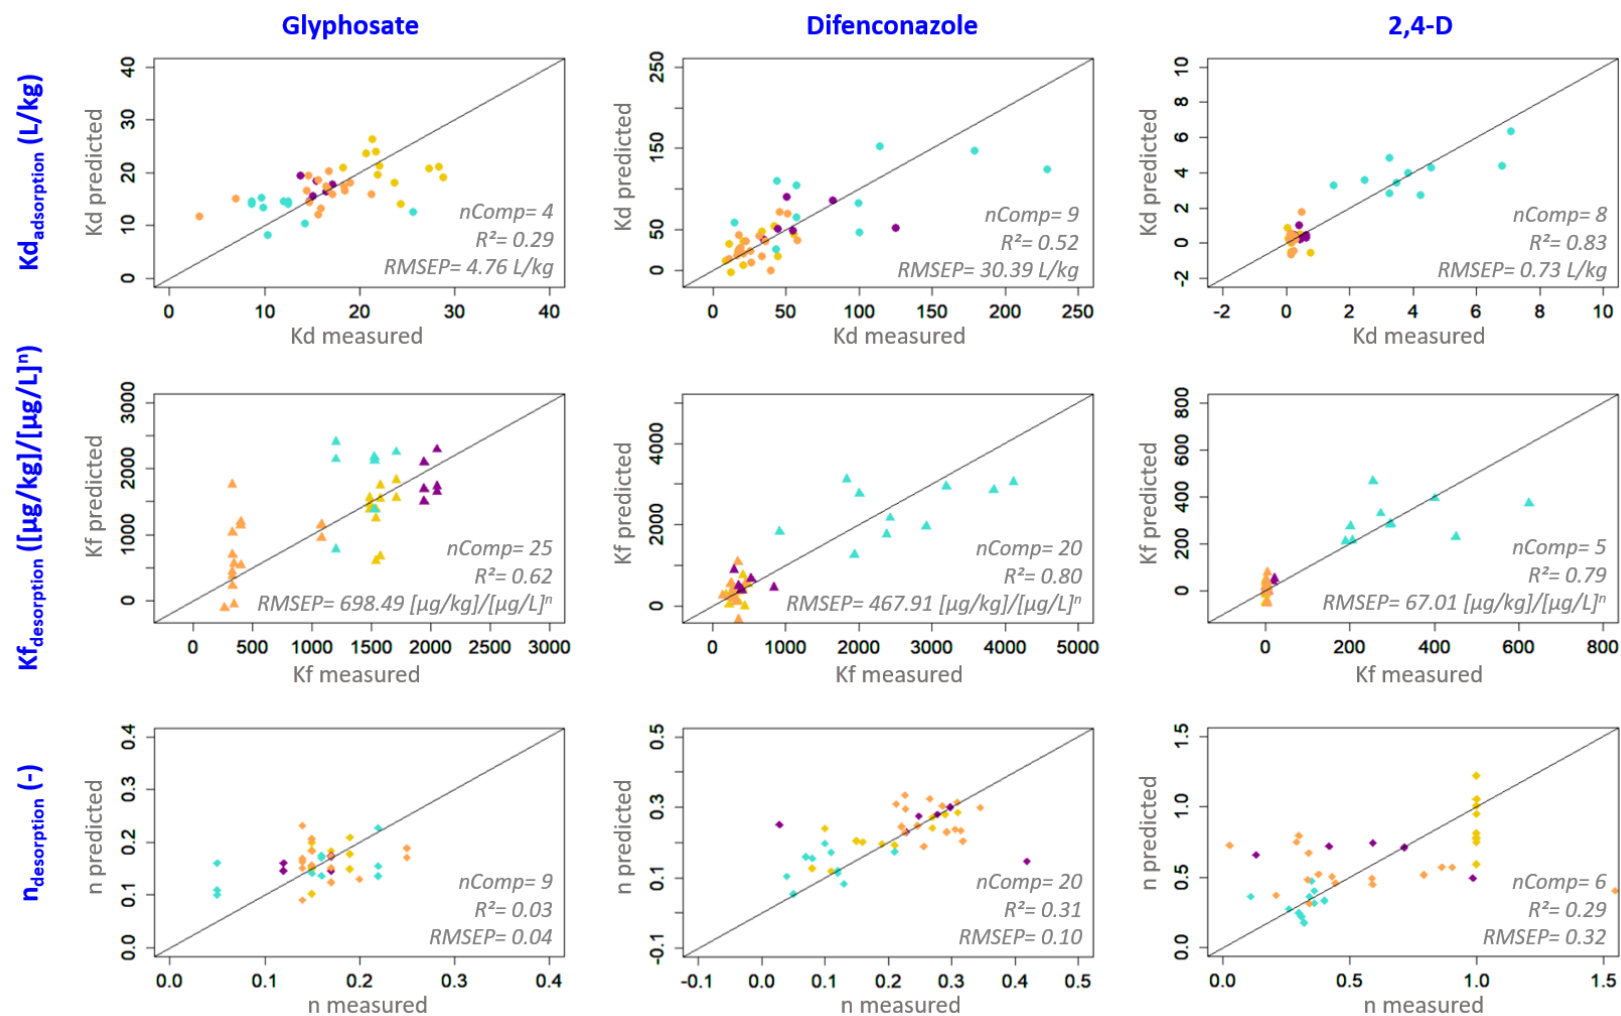 Glyphosate
Difenconazole
2,4-D
Kd adsorption (L/kg)
Kd predicted
40
30
20
10
0
nComp= 4
R²= 0.29
RMSEP= 4.76 L/kg
0 10 20 30 40
Kd measured
Kd predicted
250
150
50
0
nComp= 9
R²= 0.52
RMSEP= 30.39 L/kg
0 50 100 150 200 250
Kd measured
Kd predicted
10
8
6
4
2
0
-2
nComp= 8
R²= 0.83
RMSEP= 0.73 L/kg
-2 0 2 4 6 8 10
Kd measured
Kf desorption ([µg/kg]/[µg/L]ⁿ)
Kf predicted
3000
2000
1000
0
nComp= 25
R²= 0.62
RMSEP= 698.49 [µg/kg]/[µg/L]ⁿ
0 500 1000 1500 2000 2500 3000
Kf measured
Kf predicted
4000
2000
0
nComp= 20
R²= 0.80
RMSEP= 467.91 [µg/kg]/[µg/L]ⁿ
0 1000 2000 3000 4000 5000
Kf measured
Kf predicted
800
600
400
200
0
nComp= 5
R²= 0.79
RMSEP= 67.01 [µg/kg]/[µg/L]ⁿ
0 200 400 600 800
Kf measured
n desorption (-)
n predicted
0.4
0.3
0.2
0.1
0.0
nComp= 9
R²= 0.03
RMSEP= 0.04
0.0 0.1 0.2 0.3 0.4
n measured
n predicted
0.5
0.3
0.1
-0.1
nComp= 20
R²= 0.31
RMSEP= 0.10
-0.1 0.0 0.1 0.2 0.3 0.4 0.5
n measured
n predicted
1.5
1.0
0.5
0.0
nComp= 6
R²= 0.29
RMSEP= 0.32
0.0 0.5 1.0 1.5
n measured